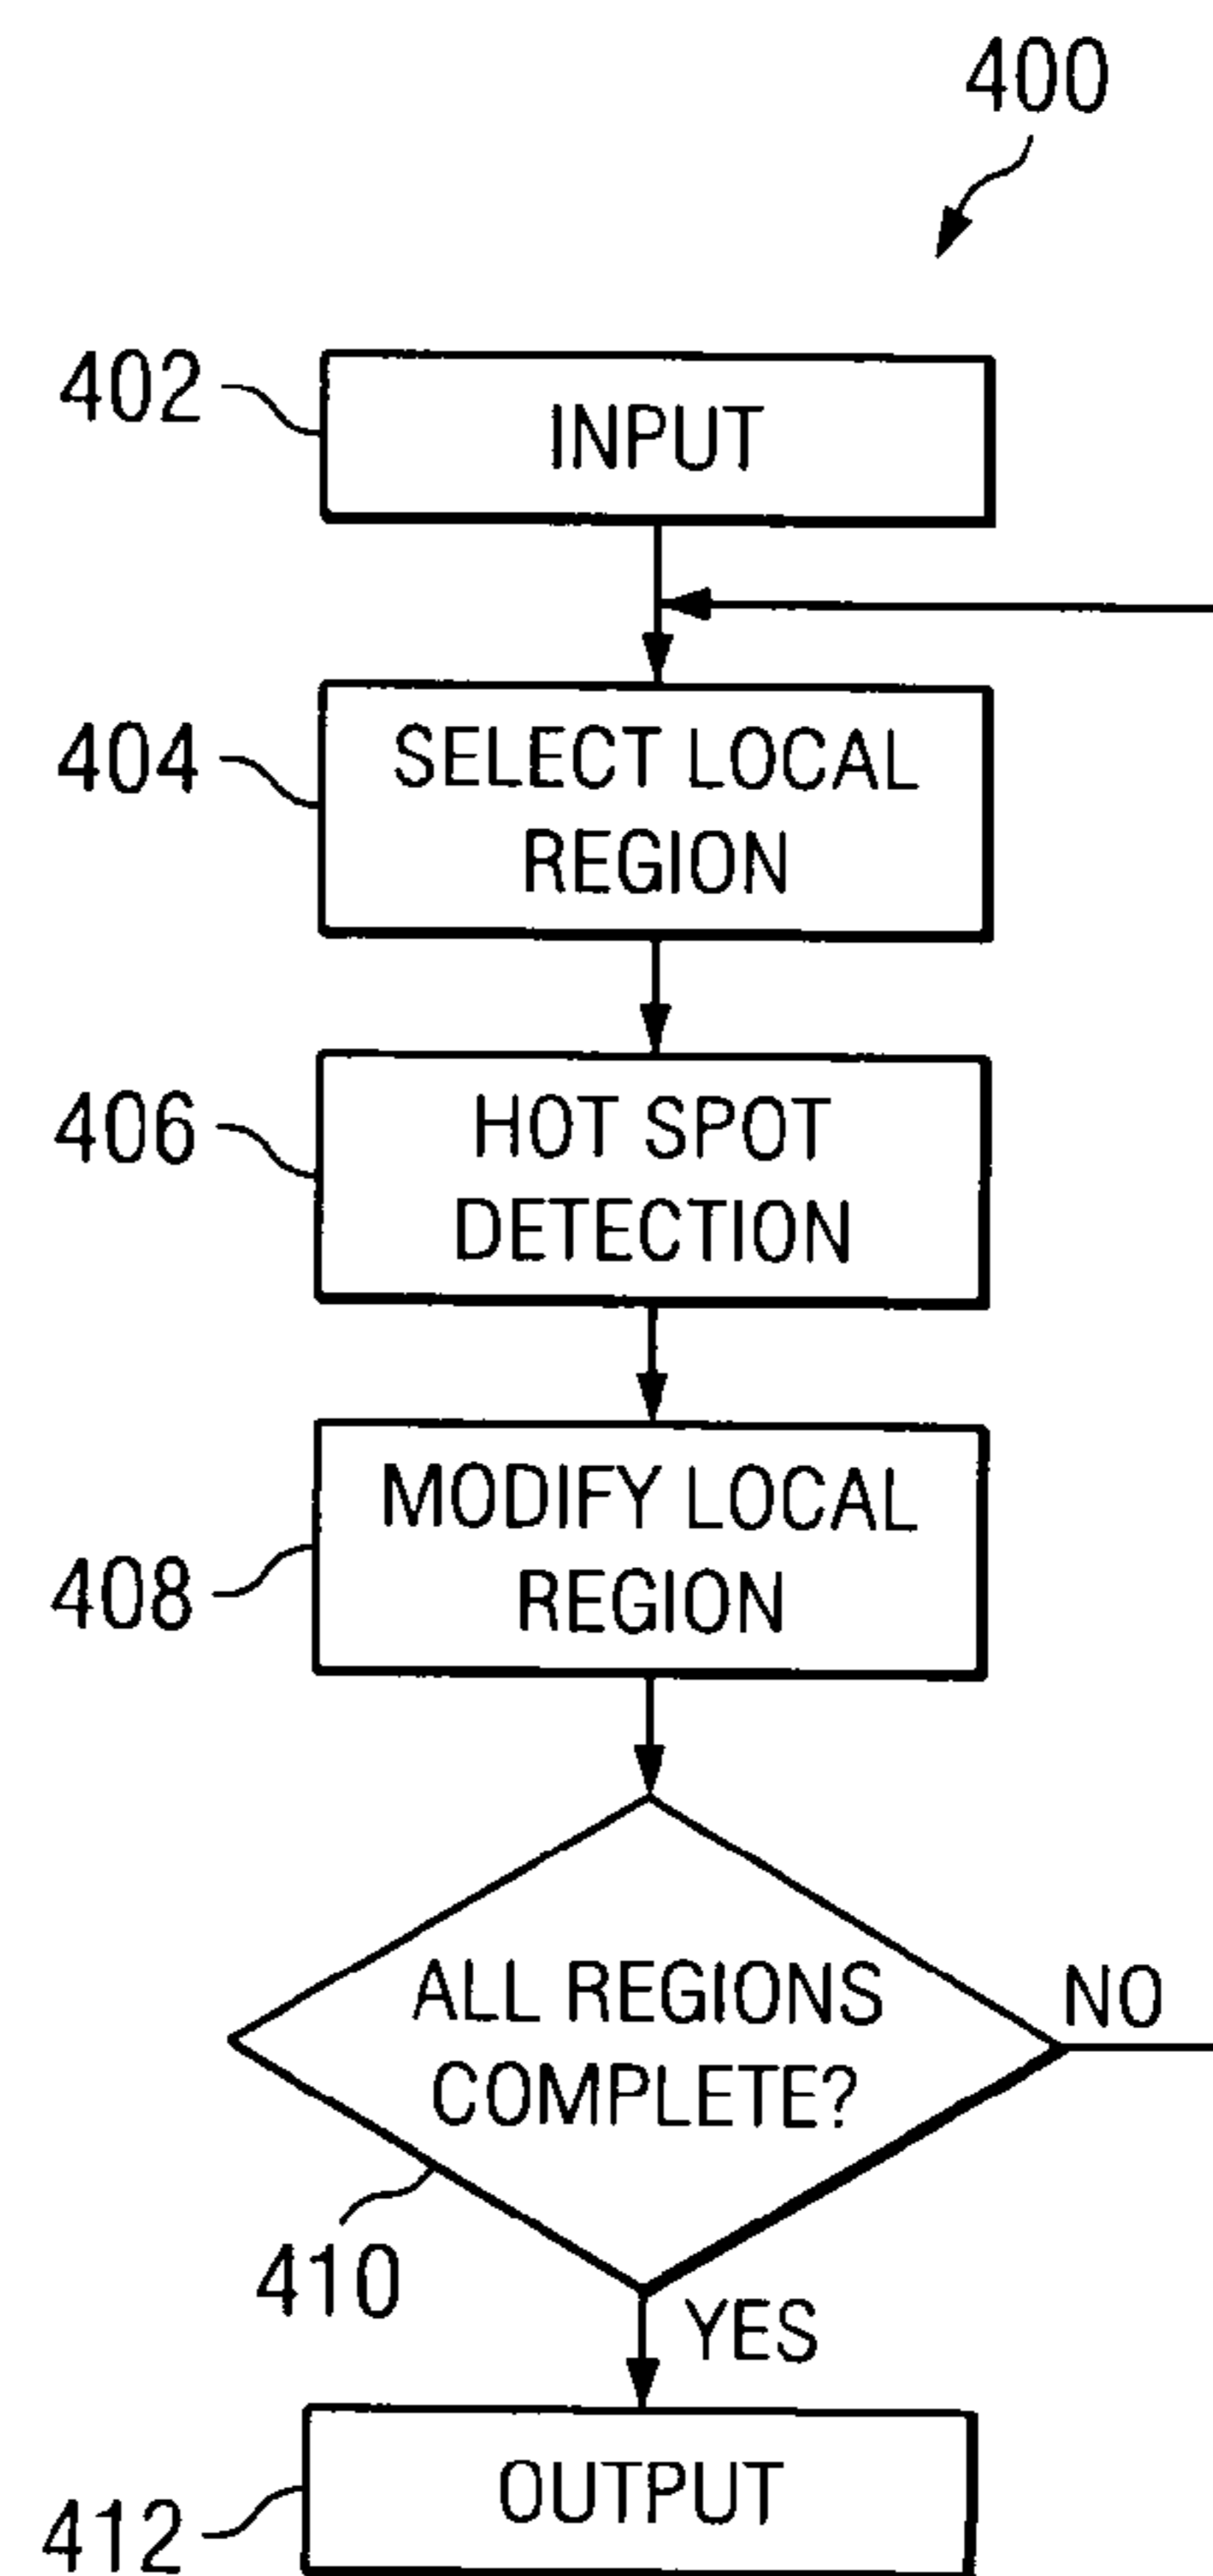 400
402
INPUT
404
SELECT LOCAL
REGION
406
HOT SPOT
DETECTION
408
MODIFY LOCAL
REGION
ALL REGIONS
COMPLETE?
NO
410
YES
412
OUTPUT